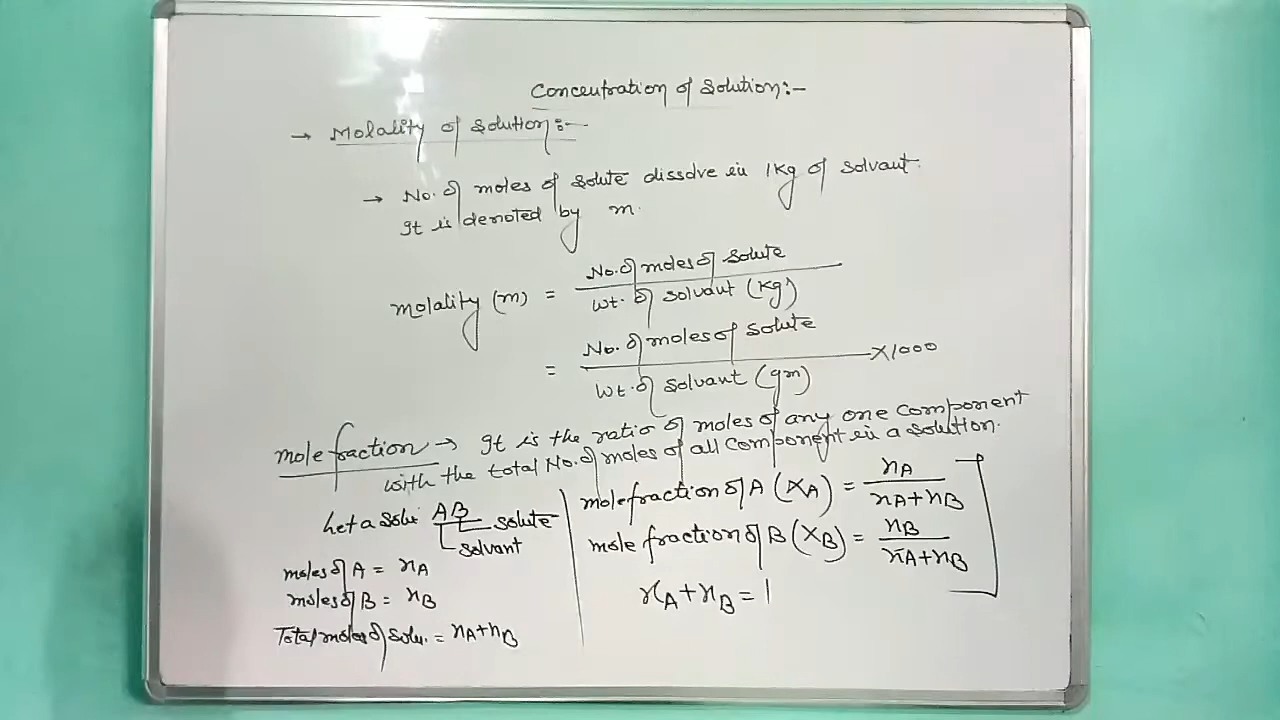 Concentration of Solution:-
→ Molality of Solution:-
→ No. of moles of Solute dissolve in 1Kg of Solvant.
It is denoted by m.
Molality (m) = No. of moles of Solute / Wt. of Solvant (Kg)
= No. of moles of Solute / Wt. of Solvant (gm) × 1000
mole fraction → It is the ratio of moles of any one component
with the total No. of moles of all component in a solution.
Let a Solu. AB solute
solvant
moles of A = nA
moles of B = nB
Total moles of Solu. = nA+nB
mole fraction of A (XA) = nA / nA+nB
mole fraction of B (XB) = nB / nA+nB
nA+nB = 1